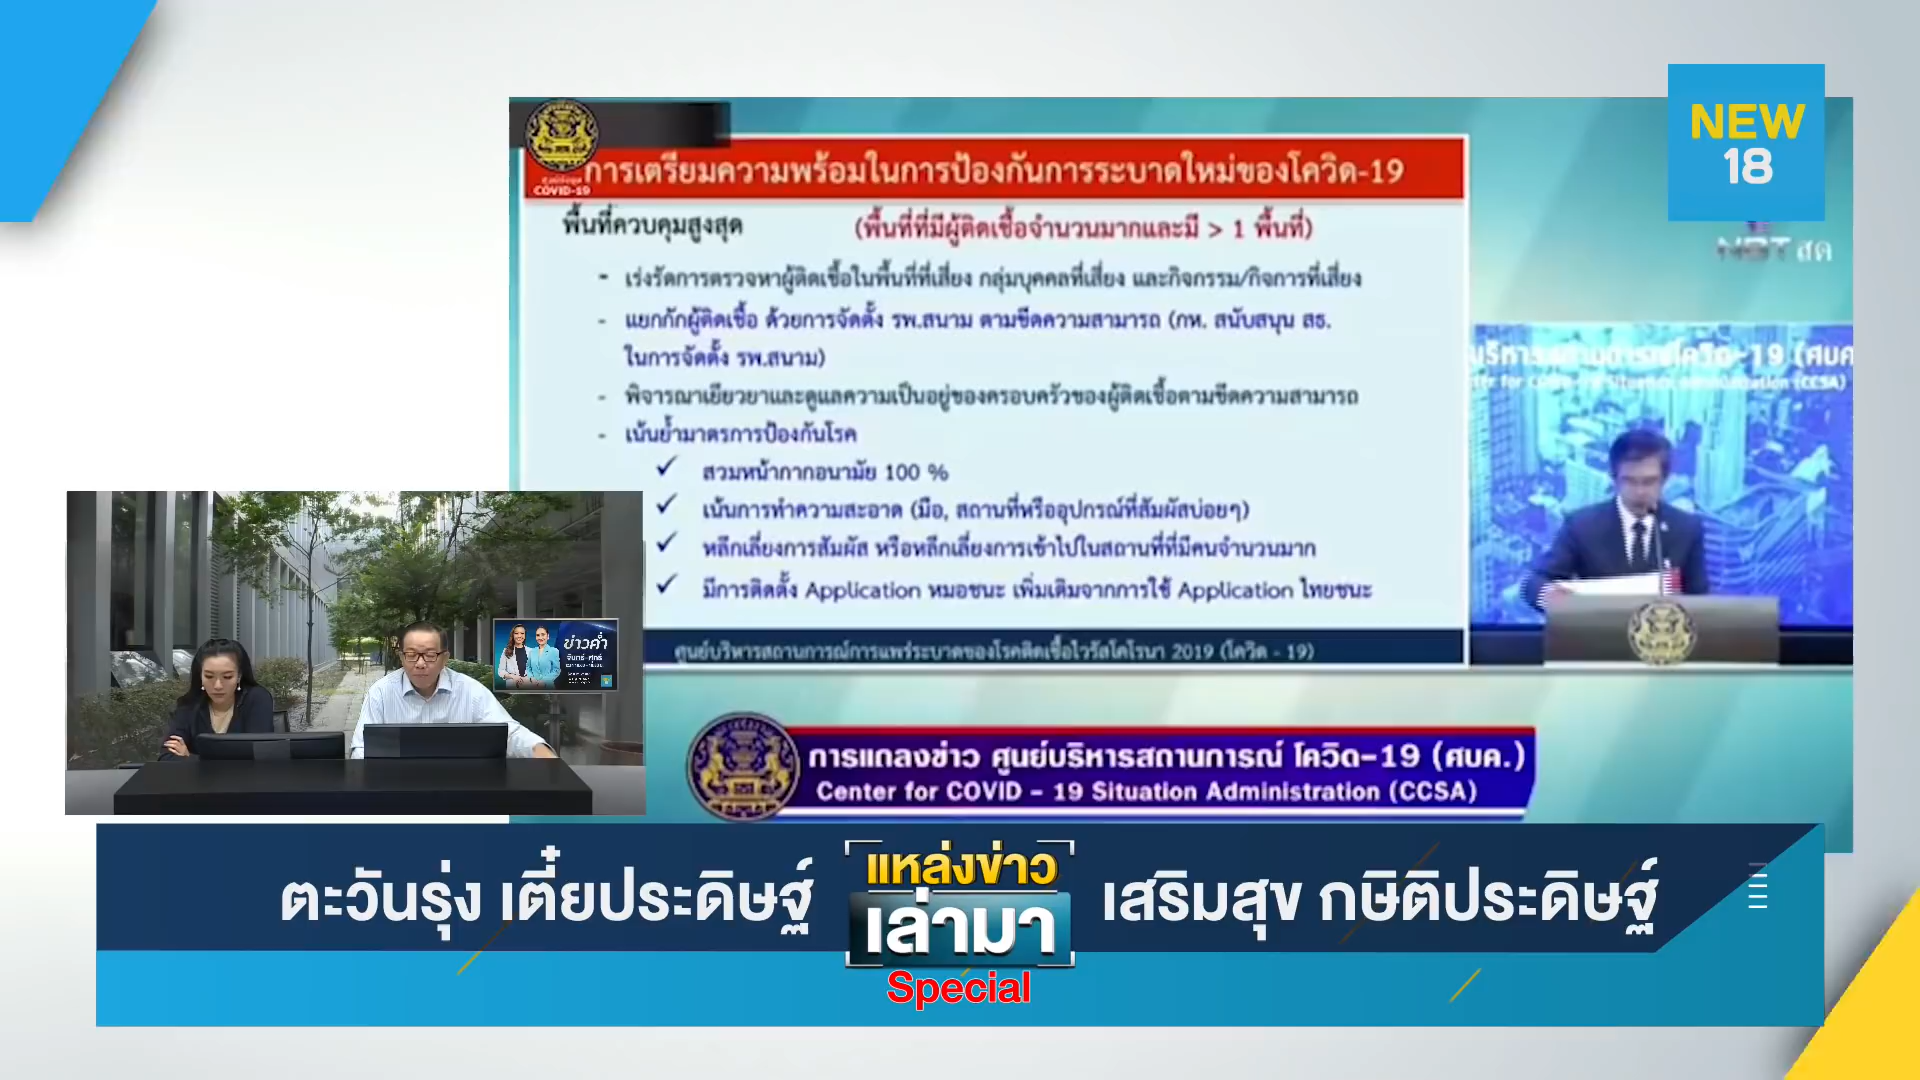 NEW
18
NBT สด
COVID-19
การเตรียมความพร้อมในการป้องกันการระบาดใหม่ของโควิด-19
พื้นที่ควบคุมสูงสุด (พื้นที่ที่มีผู้ติดเชื้อจำนวนมากและมี > 1 พื้นที่)
- เร่งรัดการตรวจหาผู้ติดเชื้อในพื้นที่ที่เสี่ยง กลุ่มบุคคลที่เสี่ยง และกิจกรรม/กิจการที่เสี่ยง
- แยกกักผู้ติดเชื้อ ด้วยการจัดตั้ง รพ.สนาม ตามขีดความสามารถ (กห. สนับสนุน สธ.
ในการจัดตั้ง รพ.สนาม)
- พิจารณาเยียวยาและดูแลความเป็นอยู่ของครอบครัวของผู้ติดเชื้อตามขีดความสามารถ
- เน้นย้ำมาตรการป้องกันโรค
✓ สวมหน้ากากอนามัย 100 %
✓ เน้นการทำความสะอาด (มือ, สถานที่หรืออุปกรณ์ที่สัมผัสบ่อยๆ)
✓ หลีกเลี่ยงการสัมผัส หรือหลีกเลี่ยงการเข้าไปในสถานที่ที่มีคนจำนวนมาก
✓ มีการติดตั้ง Application หมอชนะ เพิ่มเติมจากการใช้ Application ไทยชนะ
ศูนย์บริหารสถานการณ์การแพร่ระบาดของโรคติดเชื้อไวรัสโคโรนา 2019 (โควิด - 19)
ข่าวค่ำ
จันทร์-ศุกร์
การแถลงข่าว ศูนย์บริหารสถานการณ์ โควิด-19 (ศบค.)
Center for COVID - 19 Situation Administration (CCSA)
ตะวันรุ่ง เตี๋ยประดิษฐ์
แหล่งข่าว
เล่ามา
Special
เสริมสุข กษิติประดิษฐ์